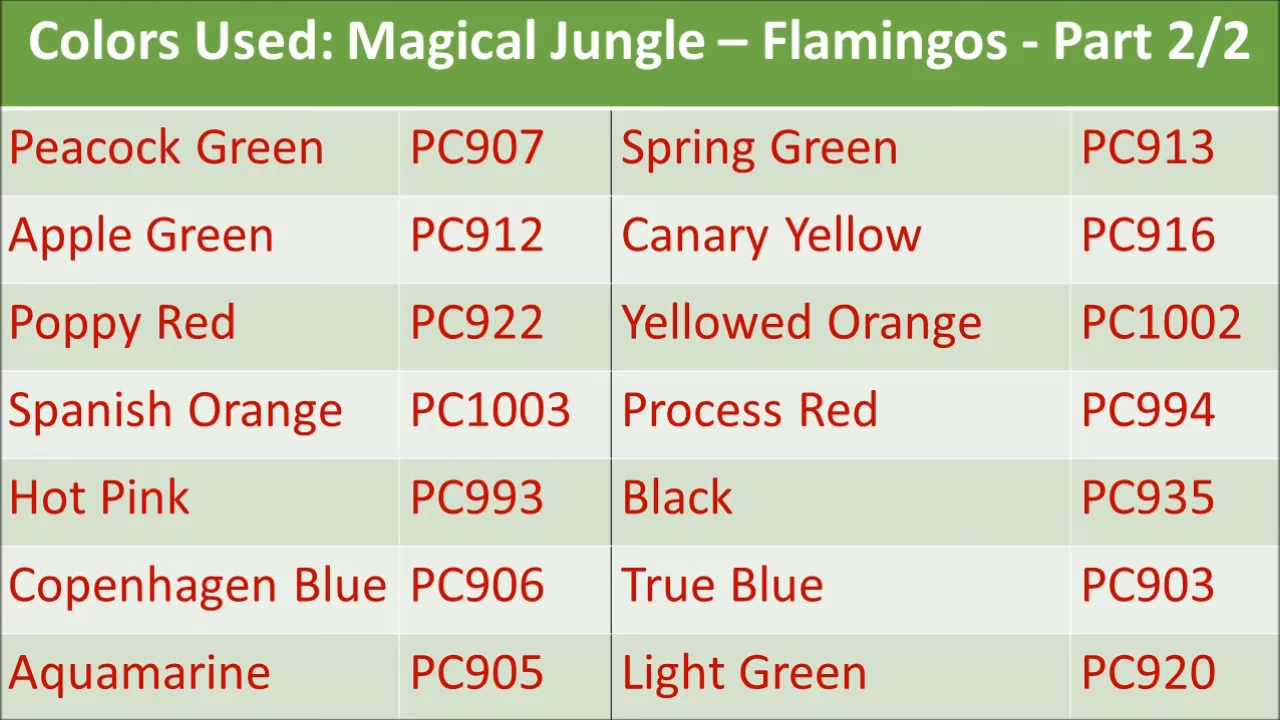 Colors Used: Magical Jungle – Flamingos - Part 2/2
Peacock Green PC907 Spring Green PC913
Apple Green PC912 Canary Yellow PC916
Poppy Red PC922 Yellowed Orange PC1002
Spanish Orange PC1003 Process Red PC994
Hot Pink PC993 Black PC935
Copenhagen Blue PC906 True Blue PC903
Aquamarine PC905 Light Green PC920